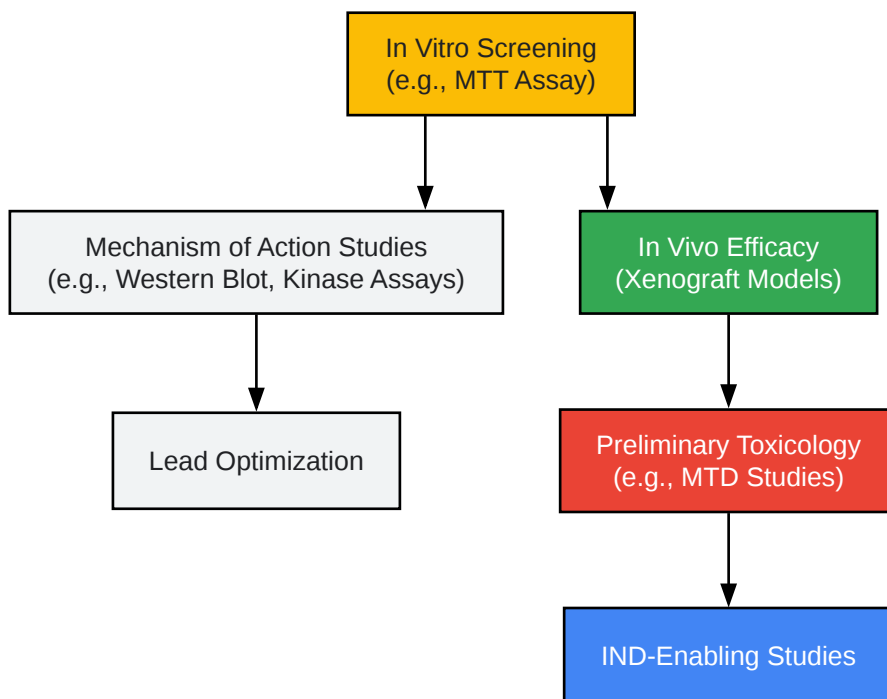 In Vitro Screening
(e.g., MTT Assay)
Mechanism of Action Studies
(e.g., Western Blot, Kinase Assays)
In Vivo Efficacy
(Xenograft Models)
Lead Optimization
Preliminary Toxicology
(e.g., MTD Studies)
IND-Enabling Studies